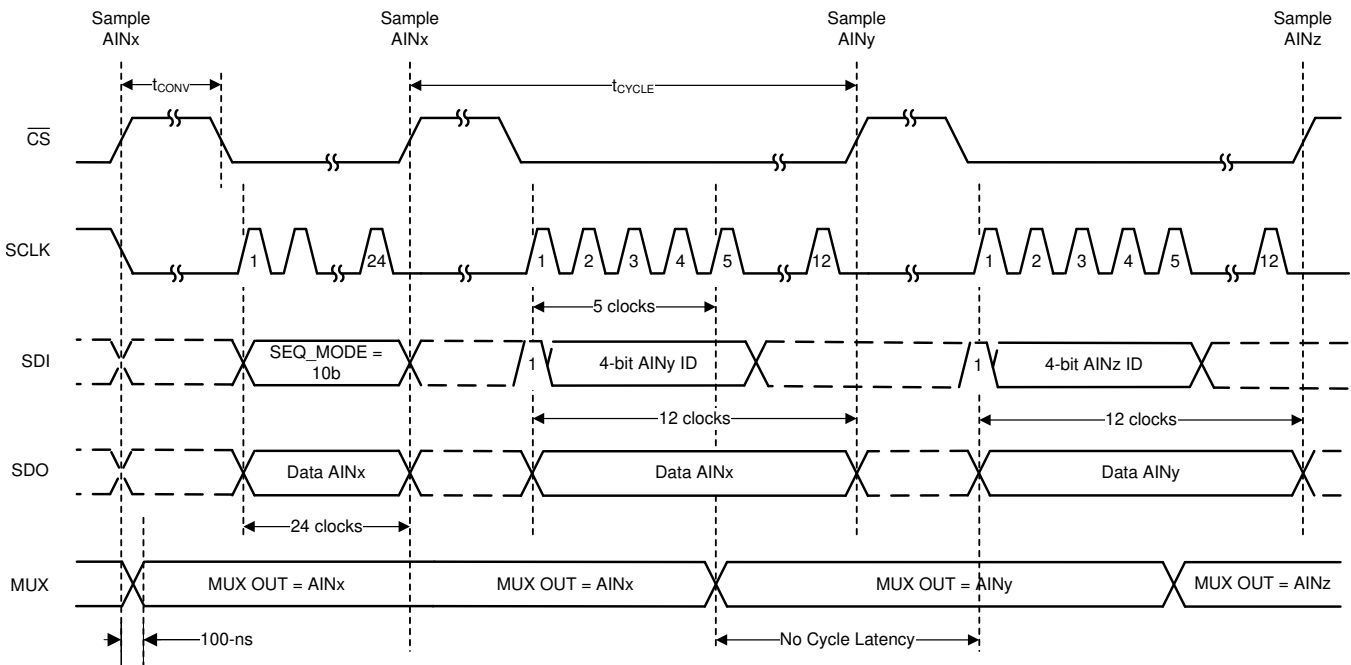 Sample
AINx
Sample
AINx
Sample
AINy
Sample
AINz
tCONV
tCYCLE
CS
SCLK
1
24
1
2
3
4
5
12
1
2
3
4
5
12
5 clocks
SDI
SEQ_MODE =
10b
1
4-bit AINy ID
1
4-bit AINz ID
12 clocks
12 clocks
SDO
Data AINx
Data AINx
Data AINy
24 clocks
MUX
MUX OUT = AINx
MUX OUT = AINx
MUX OUT = AINy
MUX OUT = AINz
100-ns
No Cycle Latency